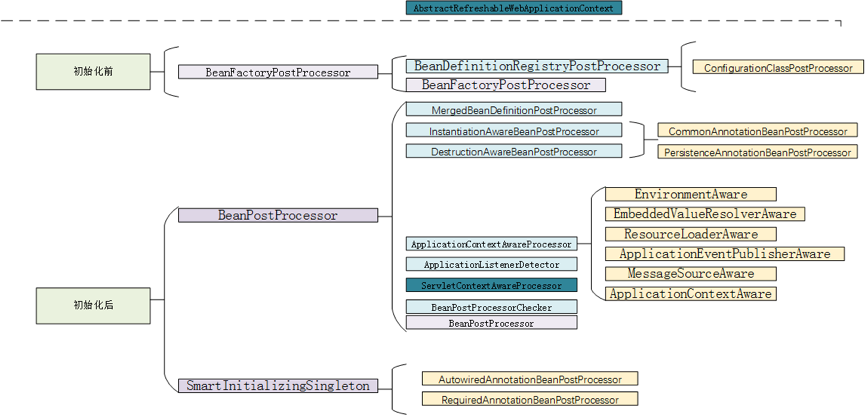 AbstractRefreshableWebApplicationContext
初始化前
BeanFactoryPostProcessor
BeanDefinitionRegistryPostProcessor
BeanFactoryPostProcessor
ConfigurationClassPostProcessor
初始化后
BeanPostProcessor
MergedBeanDefinitionPostProcessor
InstantiationAwareBeanPostProcessor
DestructionAwareBeanPostProcessor
CommonAnnotationBeanPostProcessor
PersistenceAnnotationBeanPostProcessor
ApplicationContextAwareProcessor
EnvironmentAware
EmbeddedValueResolverAware
ResourceLoaderAware
ApplicationEventPublisherAware
MessageSourceAware
ApplicationContextAware
ApplicationListenerDetector
ServletContextAwareProcessor
BeanPostProcessorChecker
BeanPostProcessor
SmartInitializingSingleton
AutowiredAnnotationBeanPostProcessor
RequiredAnnotationBeanPostProcessor